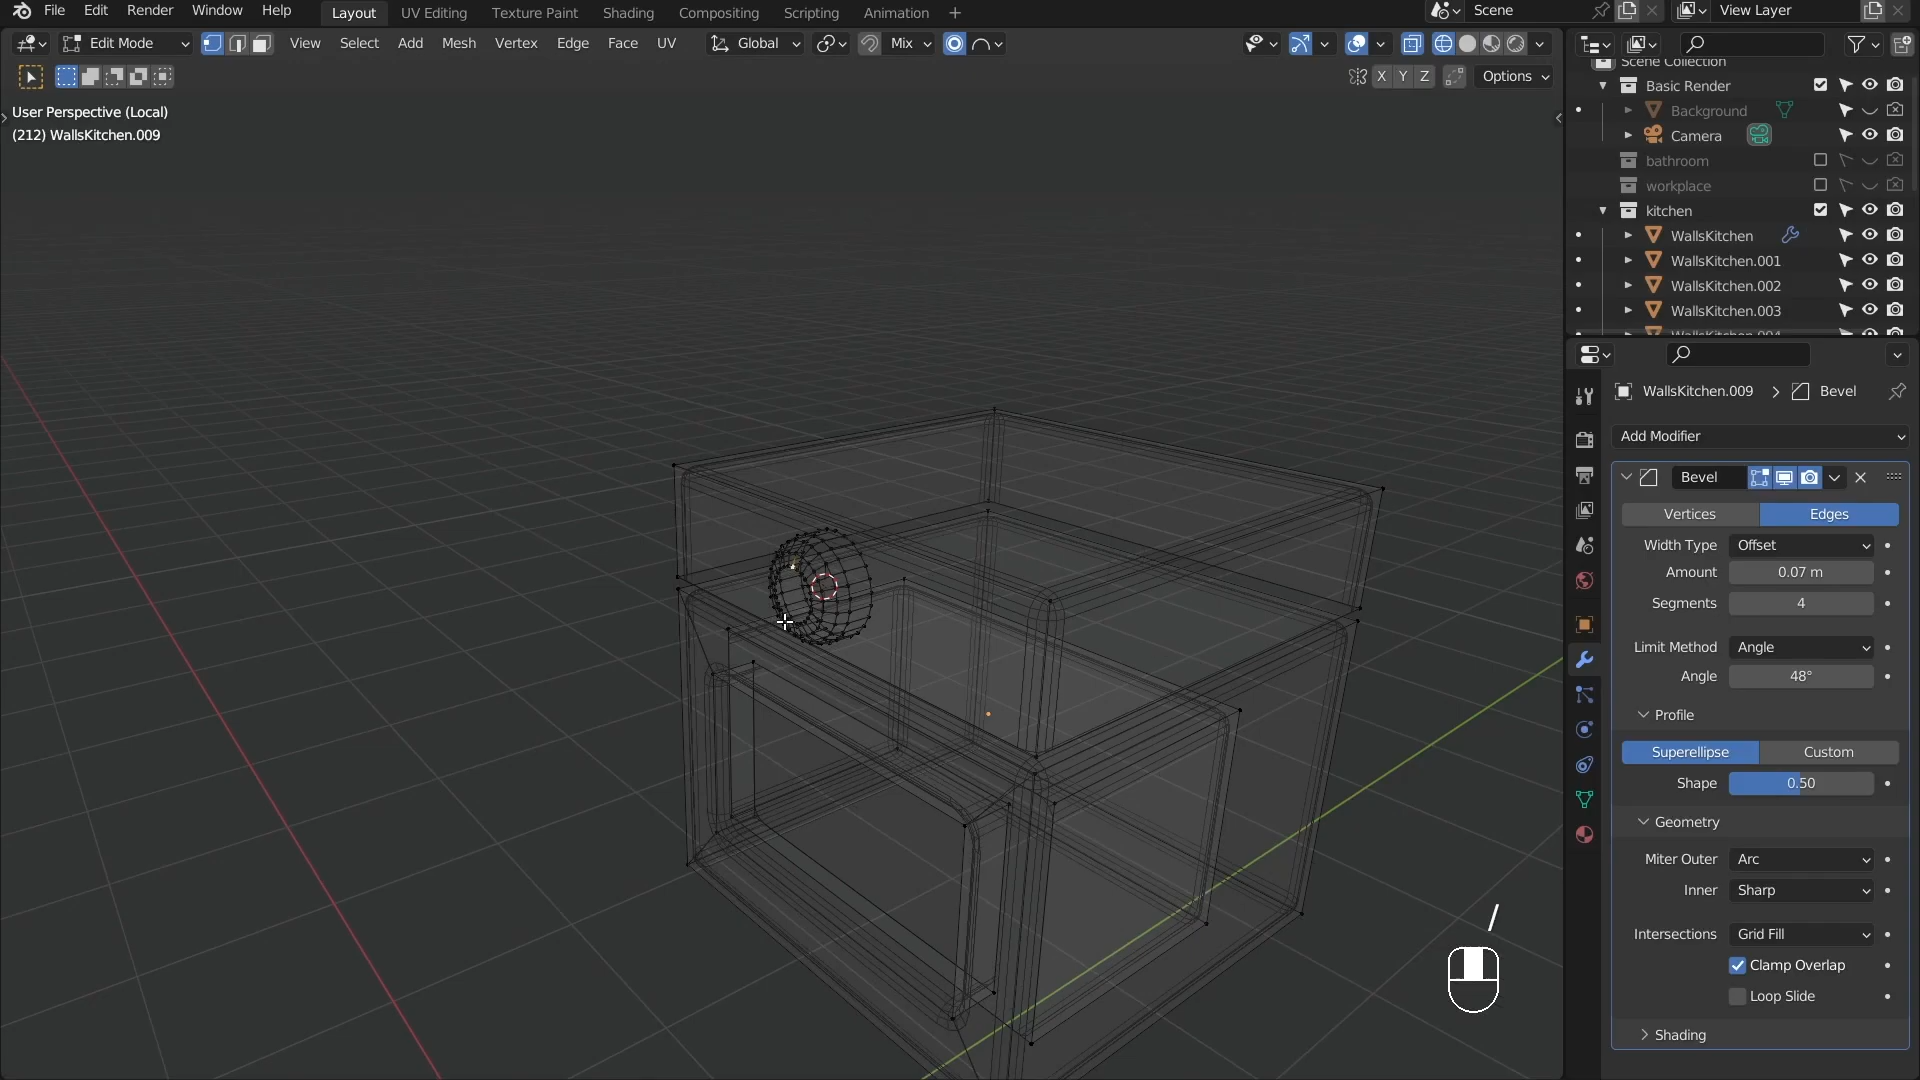 File Edit Render Window Help Layout UV Editing Texture Paint Shading Compositing Scripting Animation + Scene View Layer
Edit Mode View Select Add Mesh Vertex Edge Face UV Global Mix
X Y Z Options
User Perspective (Local)
(212) WallsKitchen.009
Scene Collection
Basic Render
Background
Camera
bathroom
workplace
kitchen
WallsKitchen
WallsKitchen.001
WallsKitchen.002
WallsKitchen.003
WallsKitchen.004
WallsKitchen.009 > Bevel
Add Modifier
Bevel
Vertices Edges
Width Type Offset
Amount 0.07 m
Segments 4
Limit Method Angle
Angle 48°
Profile
Superellipse Custom
Shape 0.50
Geometry
Miter Outer Arc
Inner Sharp
Intersections Grid Fill
Clamp Overlap
Loop Slide
Shading
/